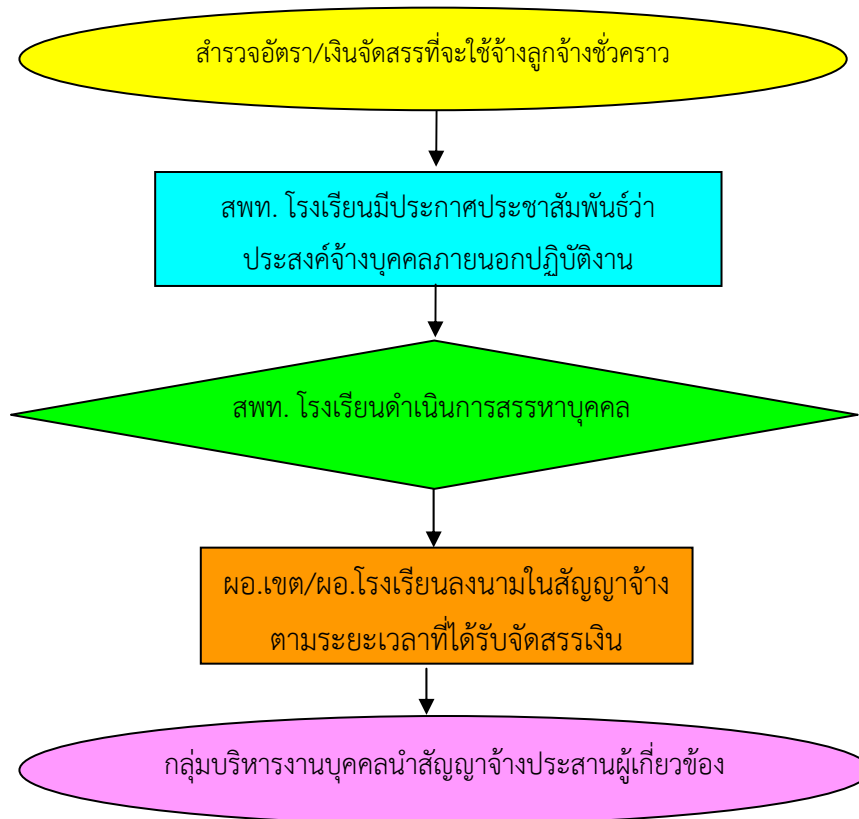 สำรวจอัตรา/เงินจัดสรรที่จะใช้จ้างลูกจ้างชั่วคราว
สพท. โรงเรียนมีประกาศประชาสัมพันธ์ว่า
ประสงค์จ้างบุคคลภายนอกปฏิบัติงาน
สพท. โรงเรียนดำเนินการสรรหาบุคคล
ผอ.เขต/ผอ.โรงเรียนลงนามในสัญญาจ้าง
ตามระยะเวลาที่ได้รับจัดสรรเงิน
กลุ่มบริหารงานบุคคลนำสัญญาจ้างประสานผู้เกี่ยวข้อง